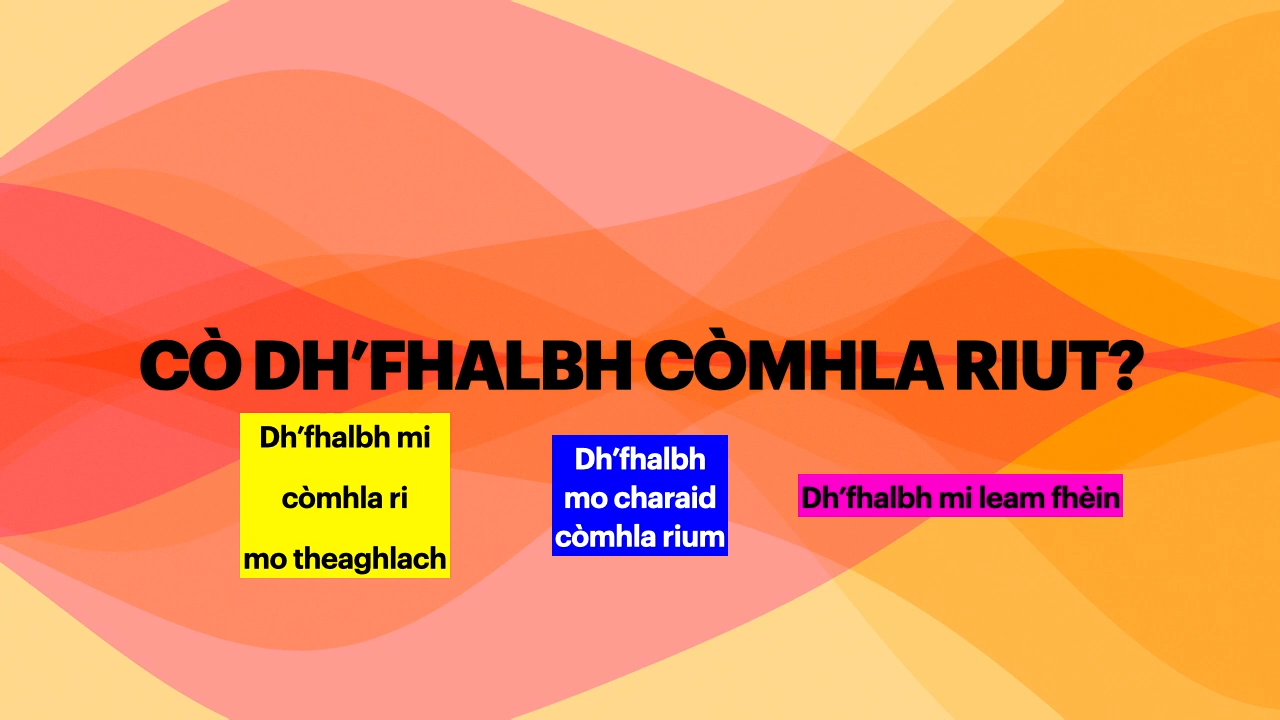 CÒ DH’FHALBH CÒMHLA RIUT?
Dh’fhalbh mi
còmhla ri
mo theaghlach
Dh’fhalbh
mo charaid
còmhla rium
Dh’fhalbh mi leam fhèin